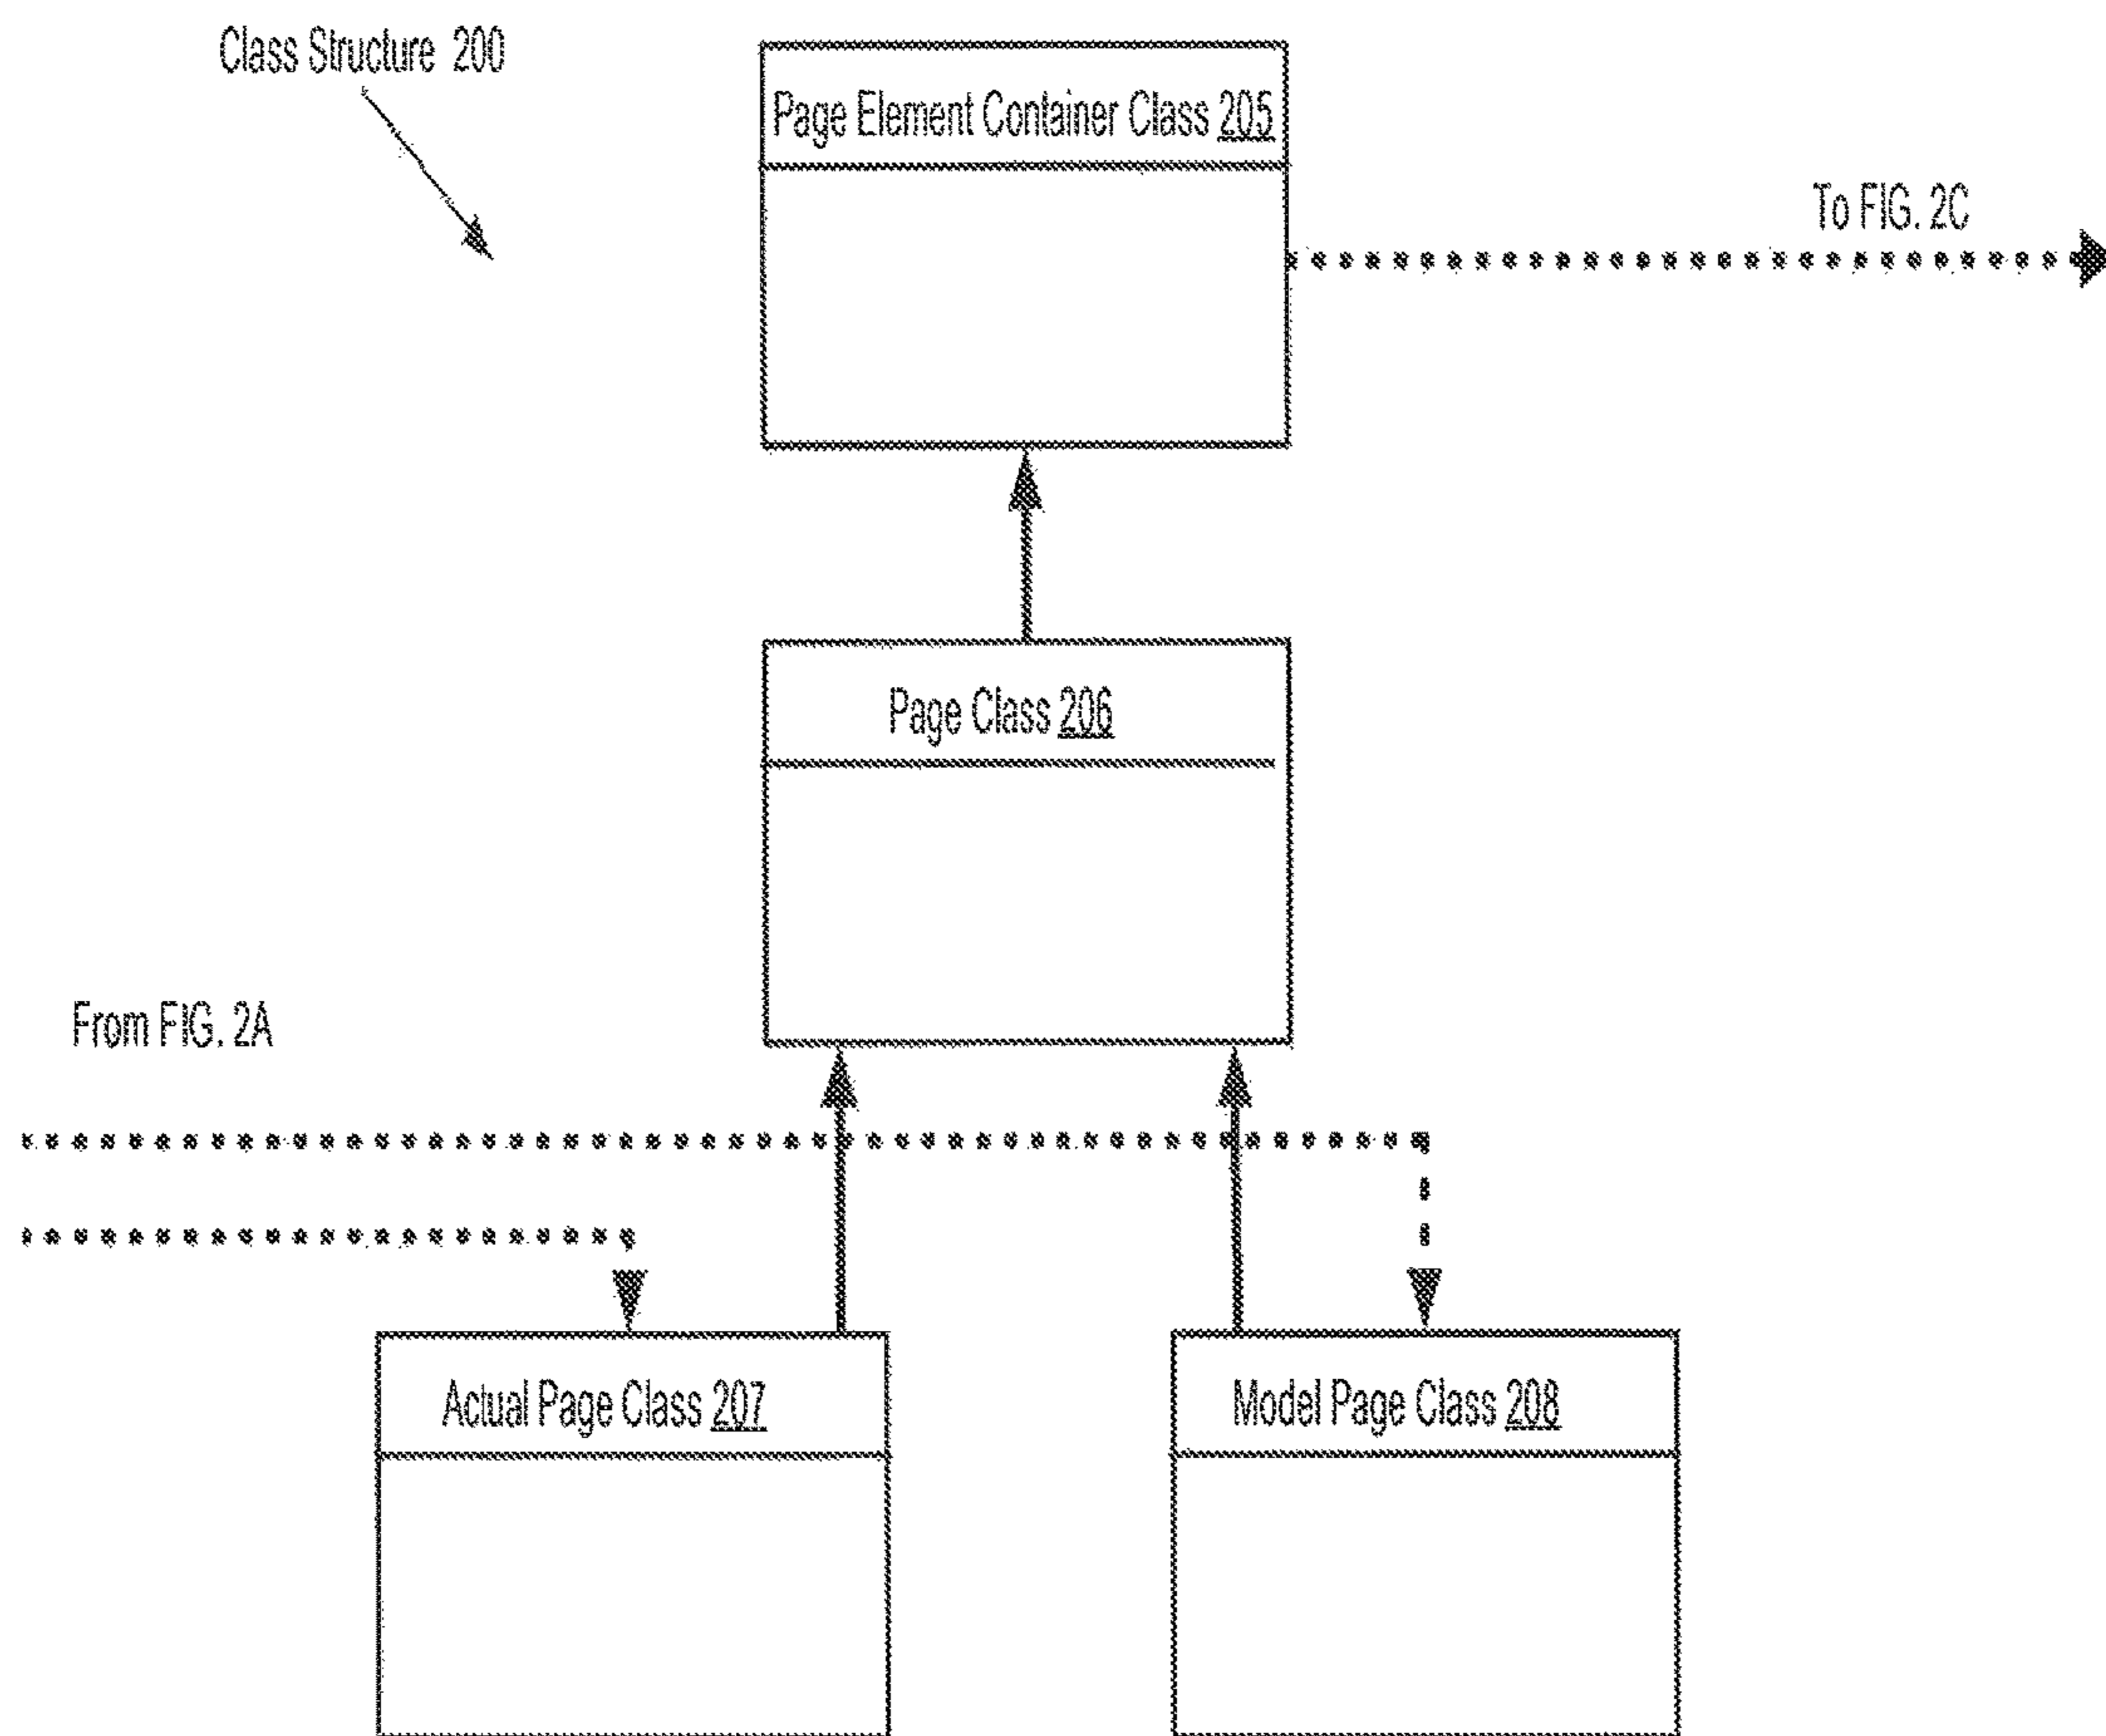 Class Structure 200
Page Element Container Class 205
To FIG. 2C
Page Class 206
From FIG. 2A
Actual Page Class 207
Model Page Class 208